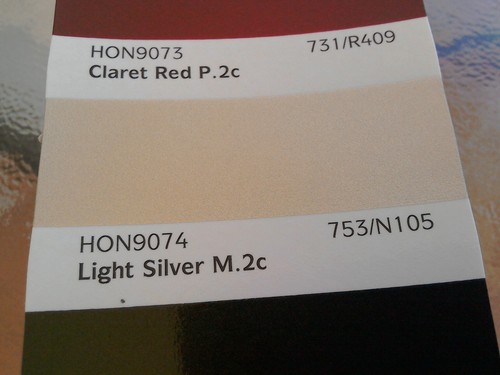 HON9073 731/R409
Claret Red P.2c
HON9074 753/N105
Light Silver M.2c